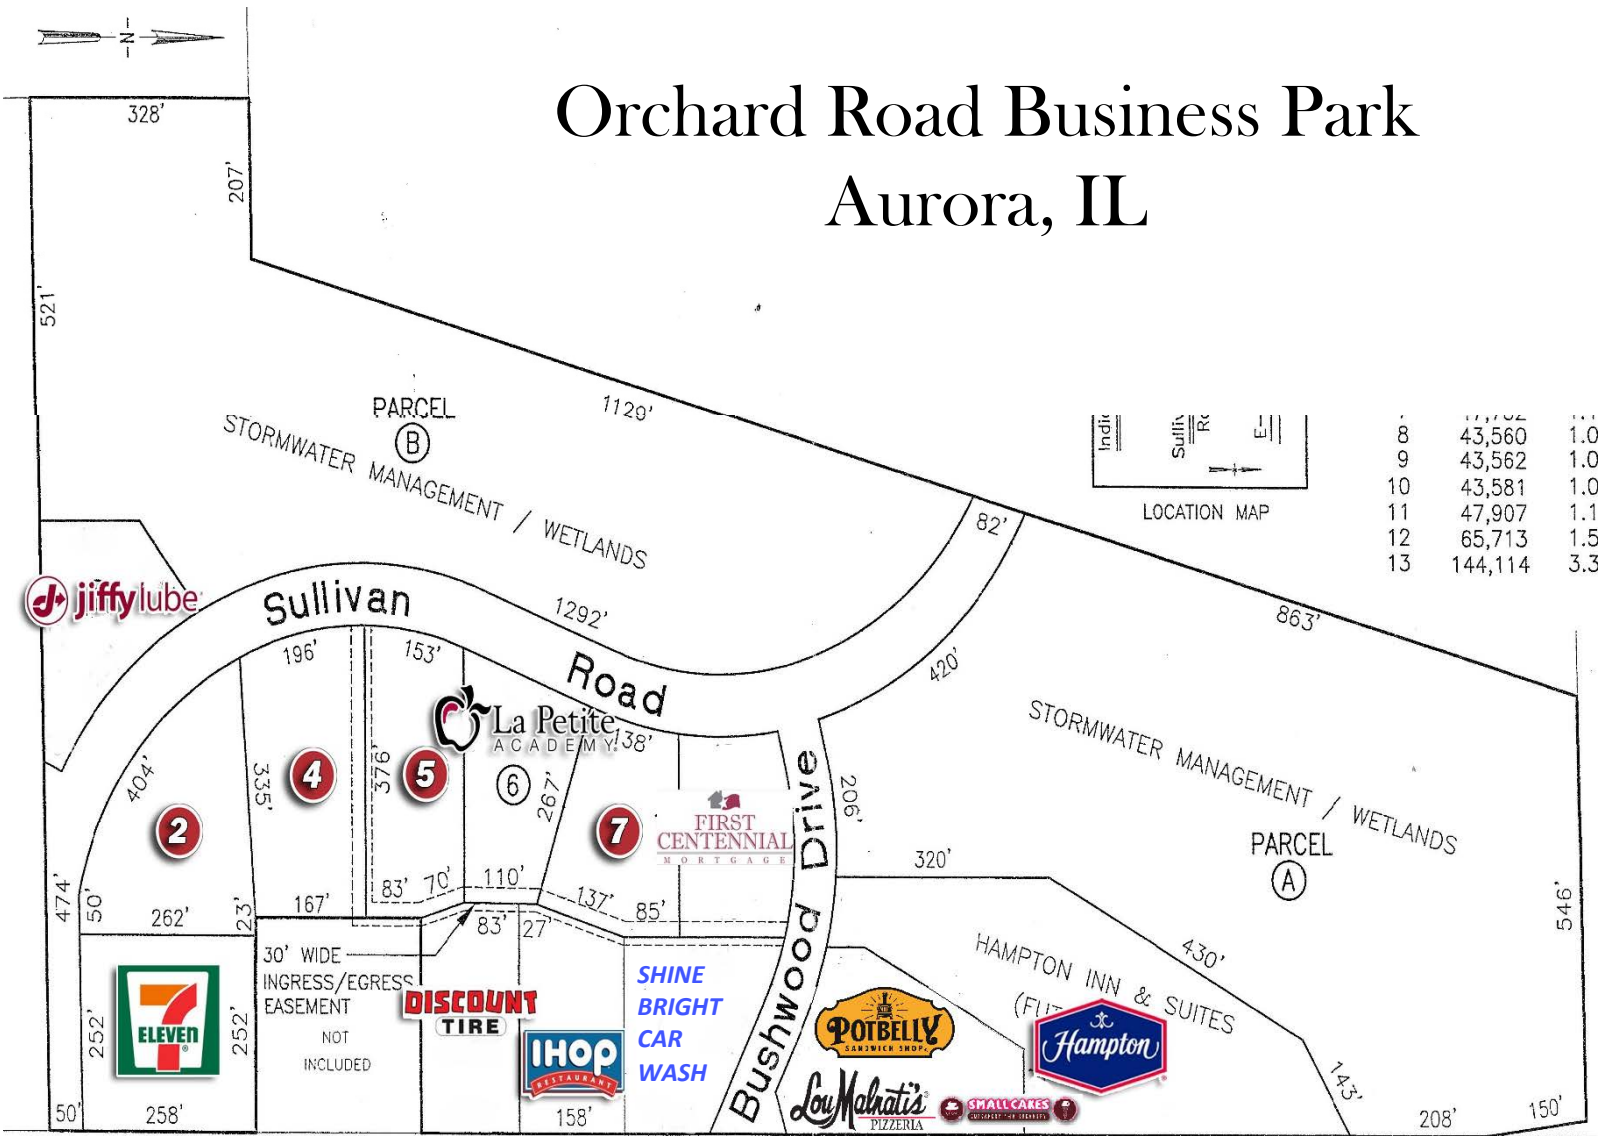 -N-
Orchard Road Business Park
Aurora, IL
328'
207'
521'
1129'
PARCEL
B
STORMWATER MANAGEMENT / WETLANDS
82'
LOCATION MAP
8 43,560 1.0
9 43,562 1.0
10 43,581 1.0
11 47,907 1.1
12 65,713 1.5
13 144,114 3.3
jiffylube
Sullivan
Road
1292'
863'
420'
196'
153'
La Petite
ACADEMY
138'
404'
335'
376'
267'
206'
2
4
5
6
7
FIRST
CENTENNIAL
MORTGAGE
Bushwood Drive
STORMWATER MANAGEMENT / WETLANDS
PARCEL
A
320'
430'
546'
474'
50'
262'
23'
167'
83'
70'
110'
137'
85'
83'
27'
30' WIDE
INGRESS/EGRESS
EASEMENT
NOT
INCLUDED
252'
252'
7
ELEVEN
DISCOUNT
TIRE
IHOP
RESTAURANT
SHINE
BRIGHT
CAR
WASH
HAMPTON INN & SUITES
POTBELLY
SANDWICH SHOP
Hampton
Lou Malnati's
PIZZERIA
SMALLCAKES
143'
50'
258'
158'
208'
150'